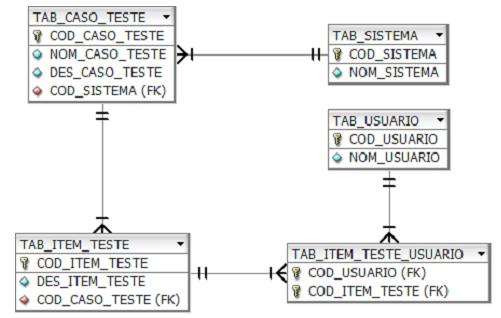 TAB_CASO_TESTE
COD_CASO_TESTE
NOM_CASO_TESTE
DES_CASO_TESTE
COD_SISTEMA (FK)
TAB_SISTEMA
COD_SISTEMA
NOM_SISTEMA
TAB_USUARIO
COD_USUARIO
NOM_USUARIO
TAB_ITEM_TESTE
COD_ITEM_TESTE
DES_ITEM_TESTE
COD_CASO_TESTE (FK)
TAB_ITEM_TESTE_USUARIO
COD_USUARIO (FK)
COD_ITEM_TESTE (FK)